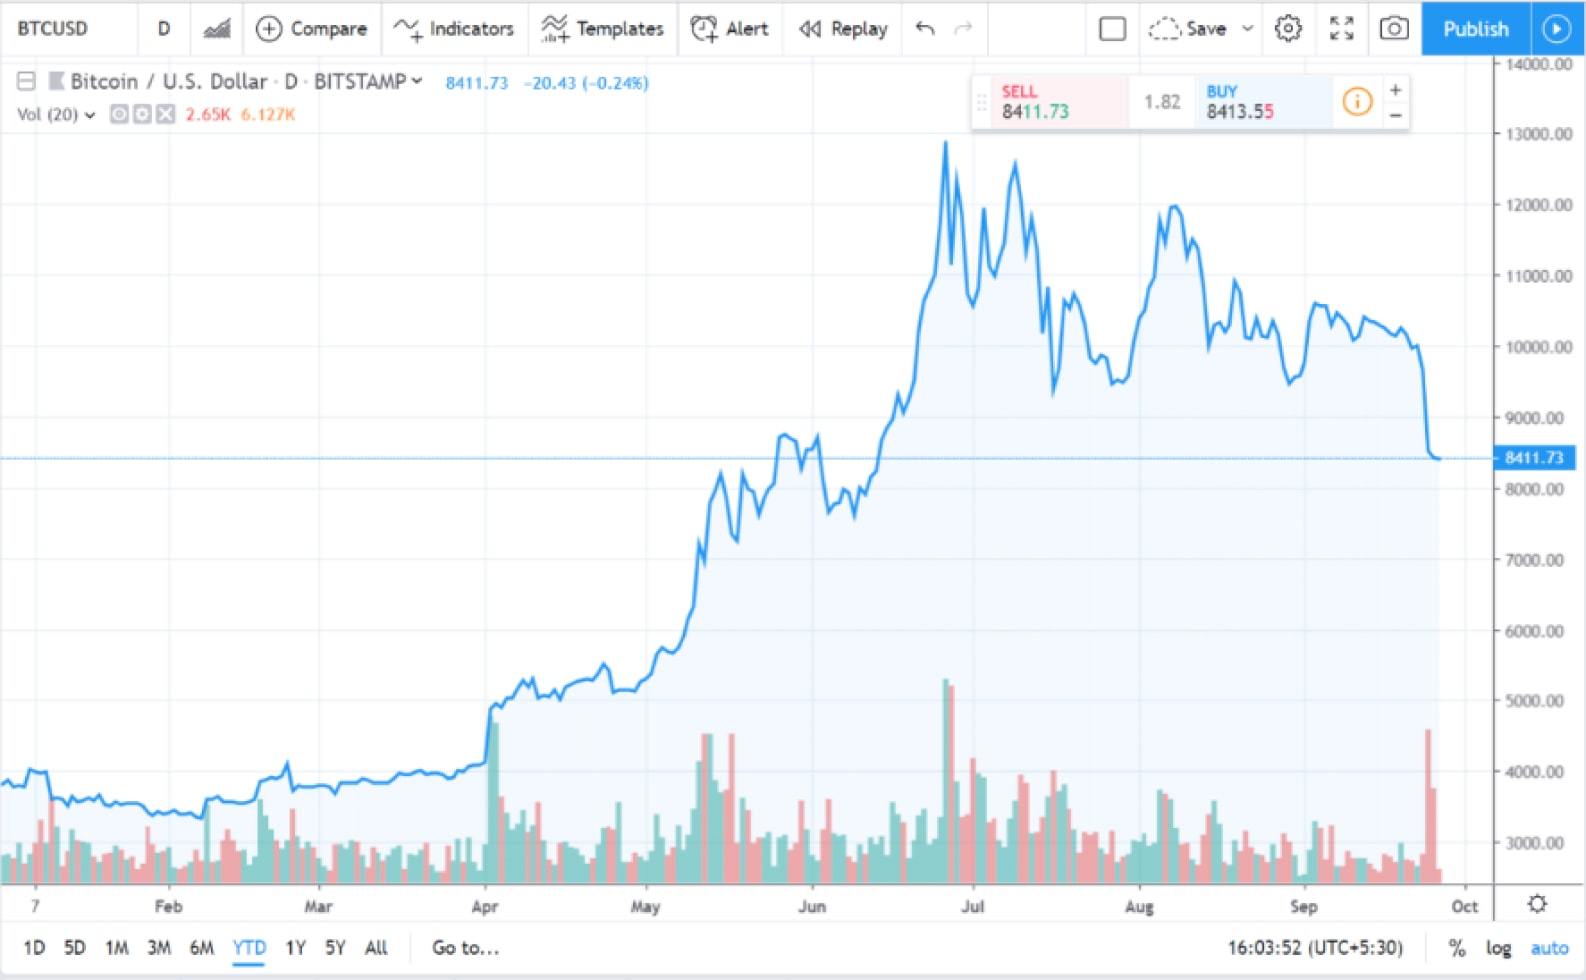 BTCUSD D Compare Indicators Templates Alert Replay Save Publish
Bitcoin / U.S. Dollar · D · BITSTAMP 8411.73 −20.43 (−0.24%)
Vol (20) 2.65K 6.127K
SELL 8411.73
1.82
BUY 8413.55
+
−
14000.00
13000.00
12000.00
11000.00
10000.00
9000.00
8411.73
8000.00
7000.00
6000.00
5000.00
4000.00
3000.00
7 Feb Mar Apr May Jun Jul Aug Sep Oct
1D 5D 1M 3M 6M YTD 1Y 5Y All Go to... 16:03:52 (UTC+5:30) % log auto